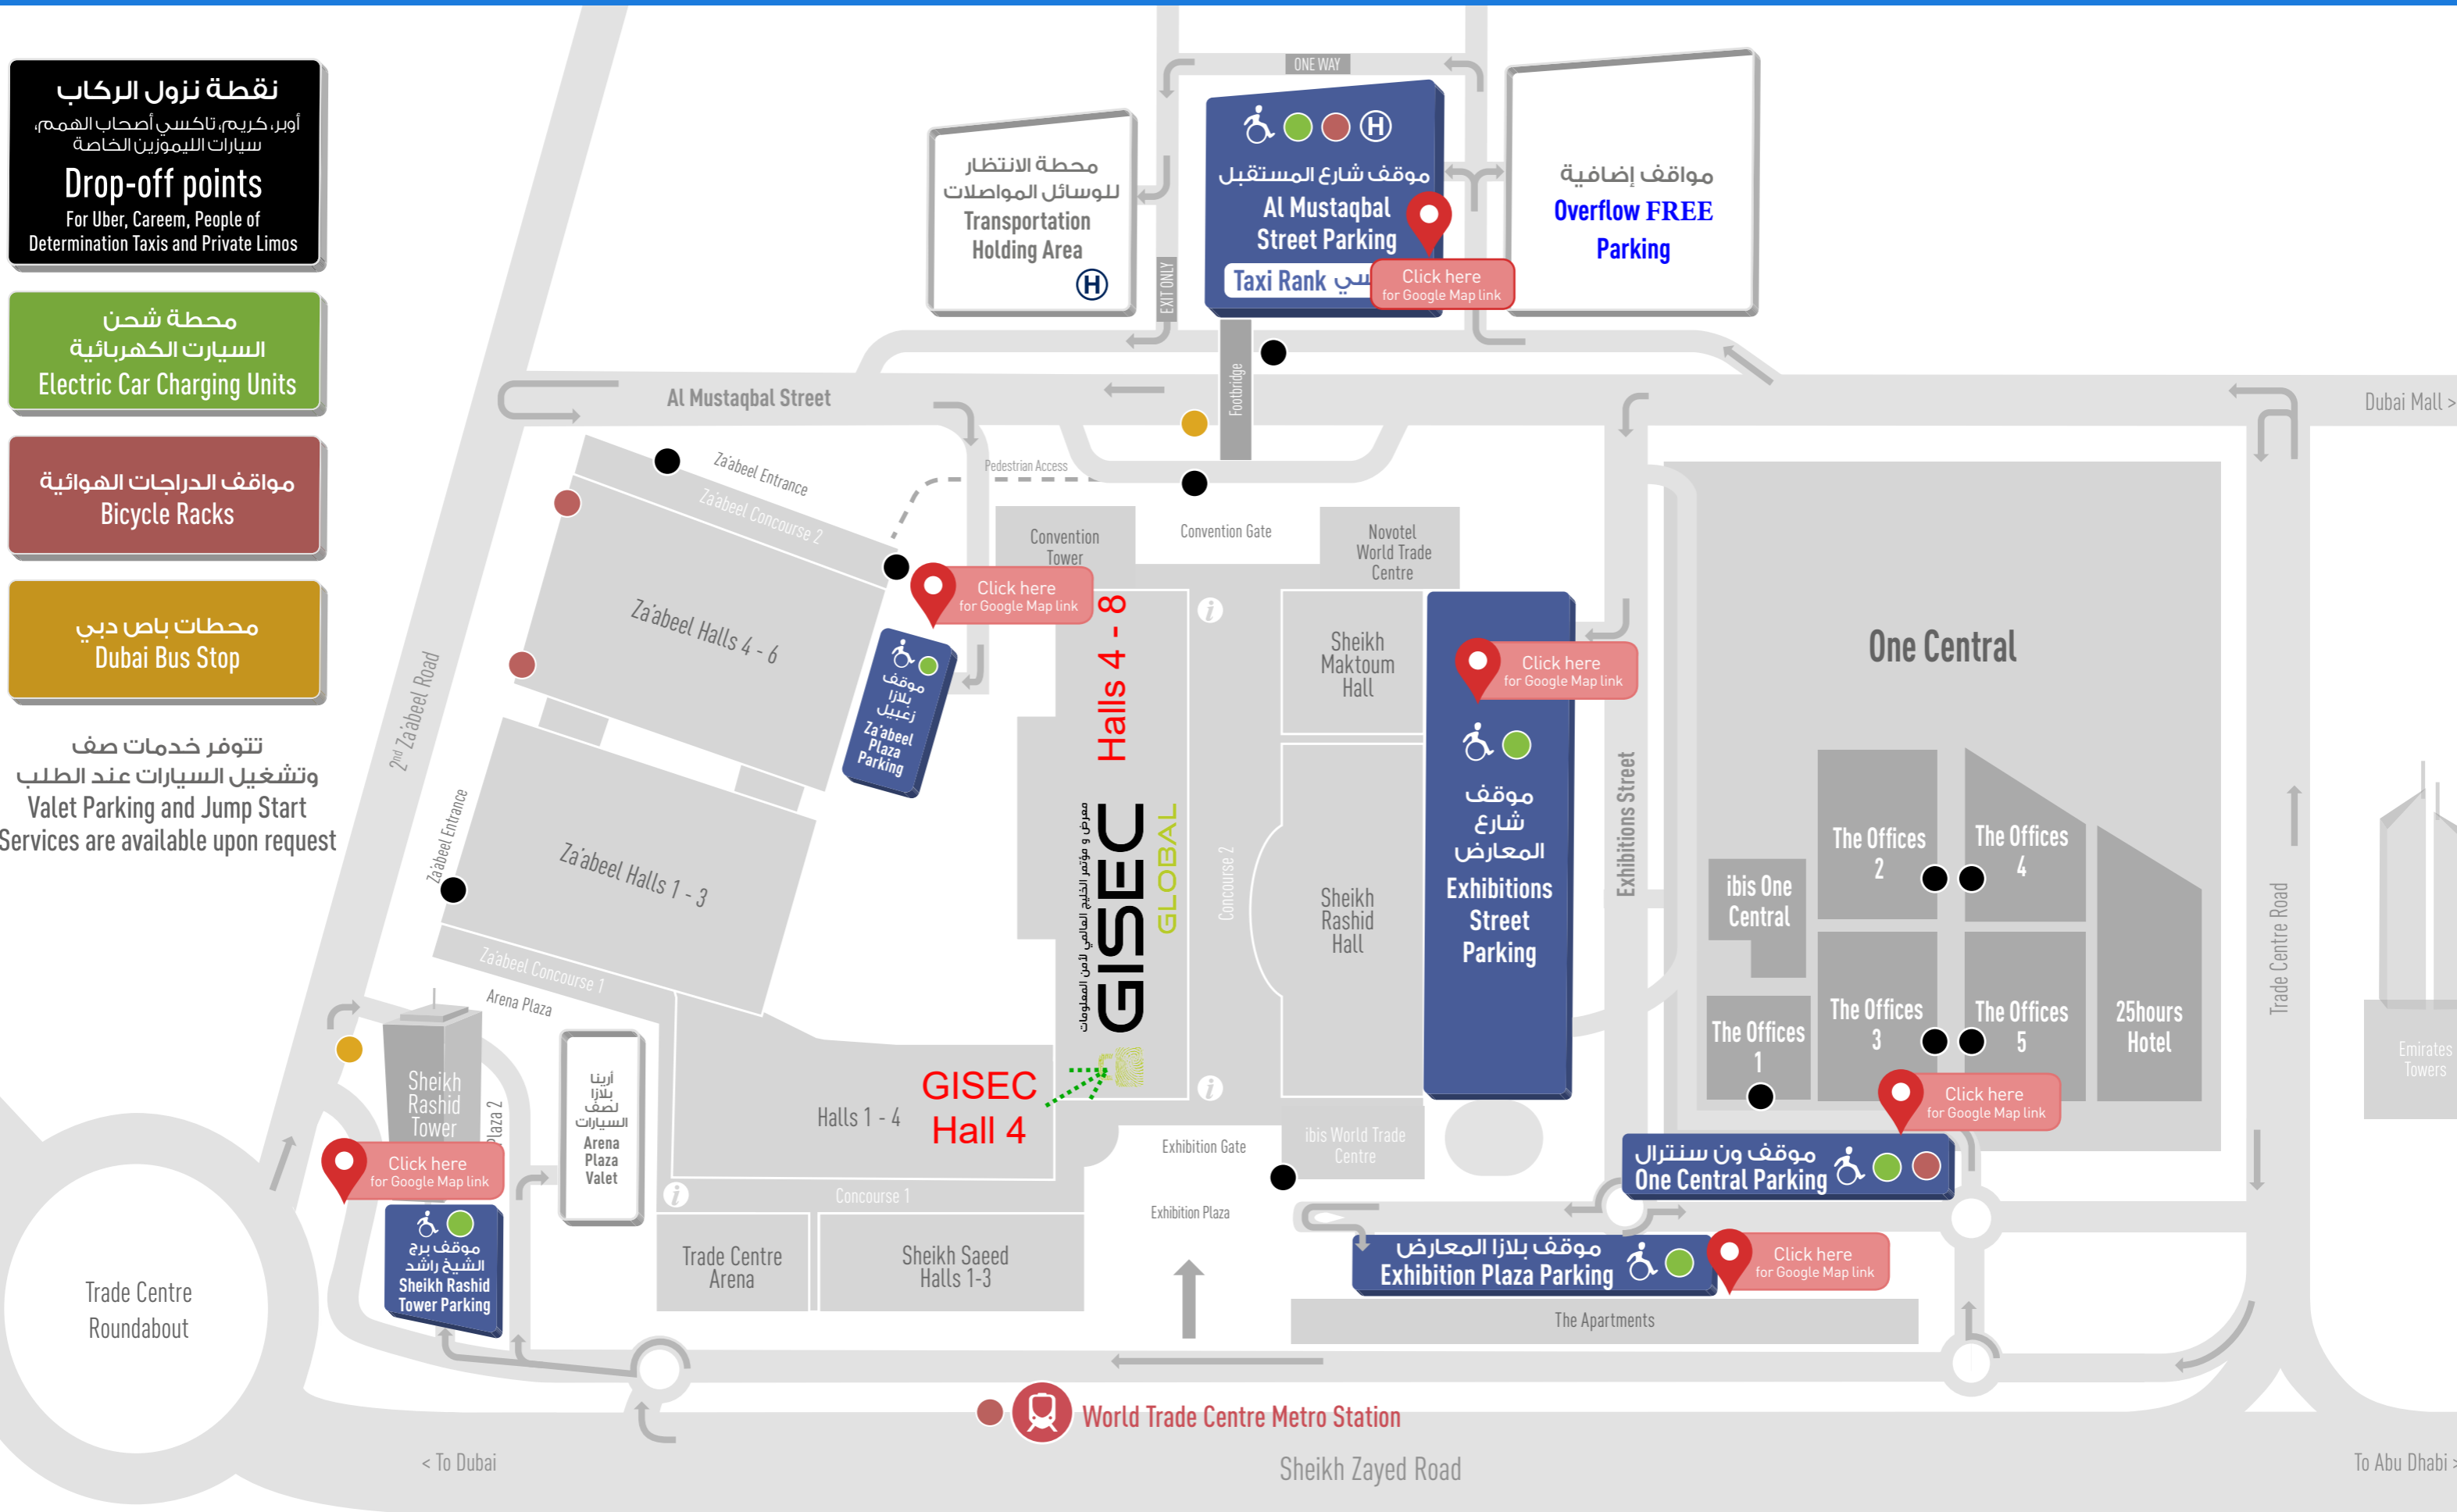 نقطة نزول الركاب
أوبر، كريم، تاكسي أصحاب الهمم،
سيارات الليموزين الخاصة
Drop-off points
For Uber, Careem, People of
Determination Taxis and Private Limos
محطة شحن
السيارت الكهربائية
Electric Car Charging Units
مواقف الدراجات الهوائية
Bicycle Racks
محطات باص دبي
Dubai Bus Stop
تتوفر خدمات صف
وتشغيل السيارات عند الطلب
Valet Parking and Jump Start
Services are available upon request
ONE WAY
محطة الانتظار
للوسائل المواصلات
Transportation
Holding Area
H
EXIT ONLY
H
موقف شارع المستقبل
Al Mustaqbal
Street Parking
Taxi Rank
Click here
for Google Map link
مواقف إضافية
Overflow FREE
Parking
Footbridge
Al Mustaqbal Street
Dubai Mall >
Pedestrian Access
Za'abeel Entrance
Za'abeel Concourse 2
Convention
Tower
Convention Gate
Novotel
World Trade
Centre
Click here
for Google Map link
Za'abeel Halls 4 - 6
موقف
بلازا
زعبيل
Za'abeel
Plaza
Parking
Halls 4 - 8
i
Sheikh
Maktoum
Hall
Click here
for Google Map link
موقف
شارع
المعارض
Exhibitions
Street
Parking
Exhibitions Street
One Central
2nd Za'abeel Road
Za'abeel Entrance
Za'abeel Halls 1 - 3
Za'abeel Concourse 1
معرض و مؤتمر الخليج العالمي لأمن المعلومات
GISEC
GLOBAL
Concourse 2
Sheikh
Rashid
Hall
The Offices
2
The Offices
4
ibis One
Central
The Offices
1
The Offices
3
The Offices
5
25hours
Hotel
Trade Centre Road
Emirates
Towers
Arena Plaza
Sheikh
Rashid
Tower
Plaza 2
أرينا
بلازا
لصف
السيارات
Arena
Plaza
Valet
Halls 1 - 4
GISEC
Hall 4
i
Exhibition Gate
ibis World Trade
Centre
Click here
for Google Map link
موقف ون سنترال
One Central Parking
Click here
for Google Map link
i
Concourse 1
Exhibition Plaza
موقف برج
الشيخ راشد
Sheikh Rashid
Tower Parking
Trade Centre
Arena
Sheikh Saeed
Halls 1-3
موقف بلازا المعارض
Exhibition Plaza Parking
Click here
for Google Map link
The Apartments
Trade Centre
Roundabout
World Trade Centre Metro Station
< To Dubai
Sheikh Zayed Road
To Abu Dhabi >